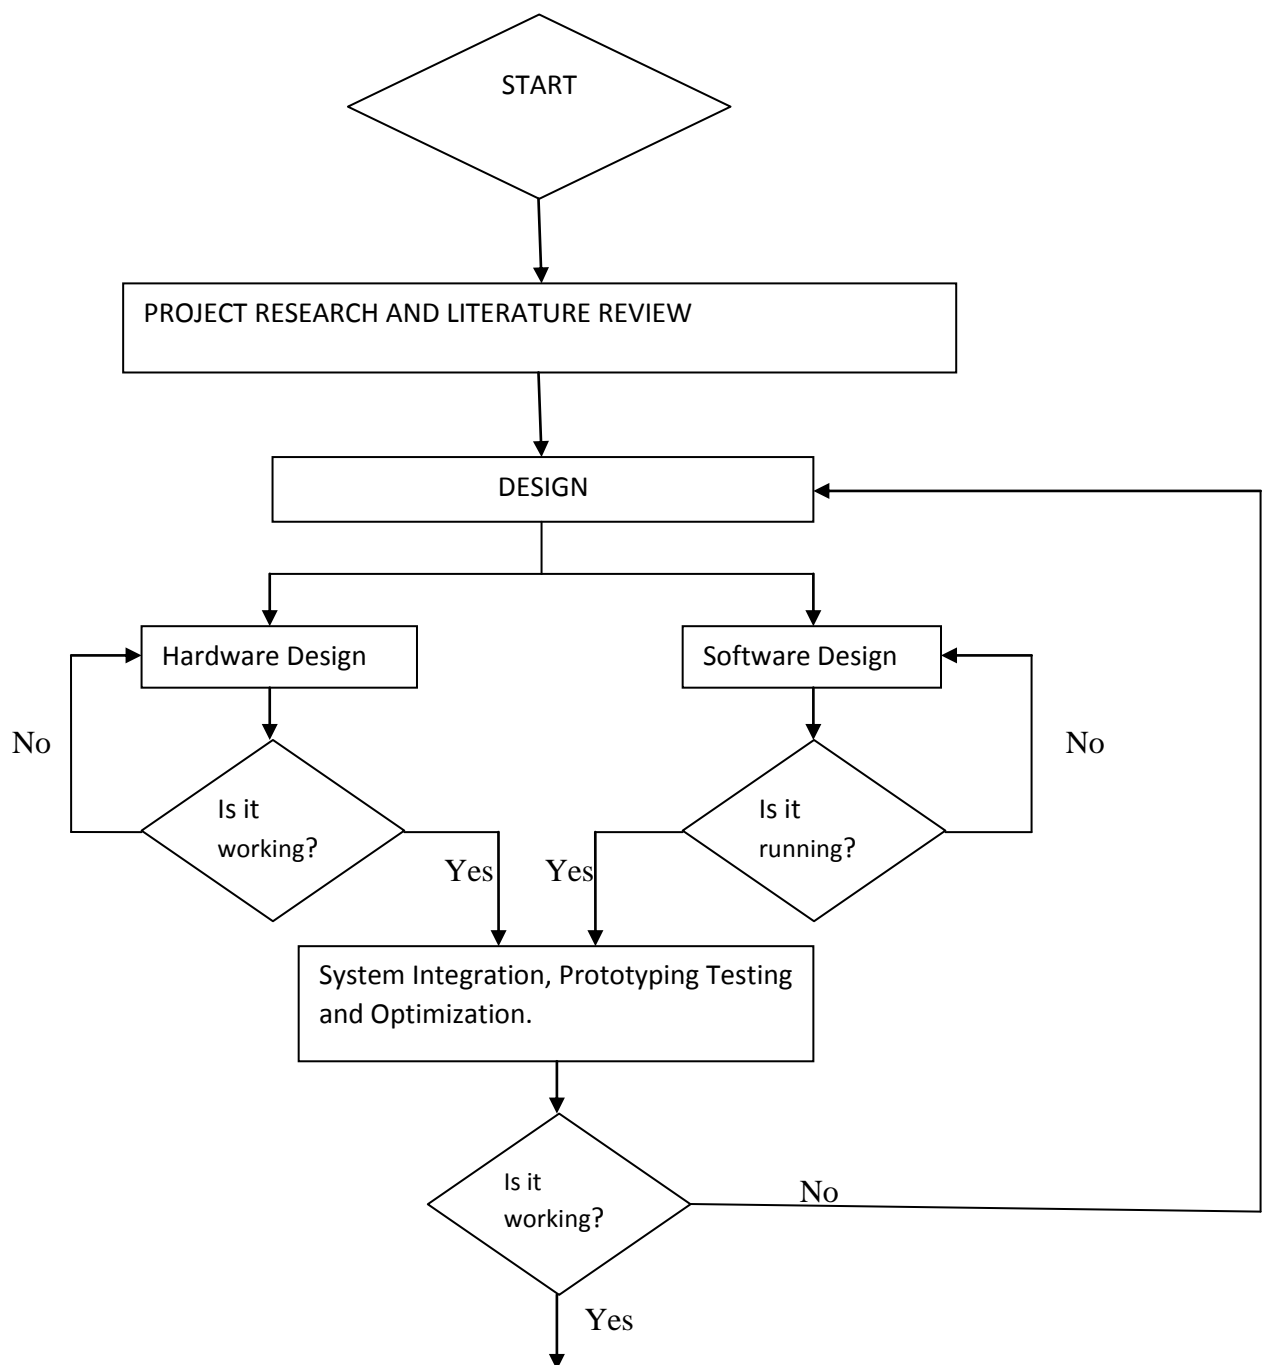 START
PROJECT RESEARCH AND LITERATURE REVIEW
DESIGN
Hardware Design
Software Design
No
No
Is it
working?
Is it
running?
Yes
Yes
System Integration, Prototyping Testing
and Optimization.
Is it
working?
No
Yes